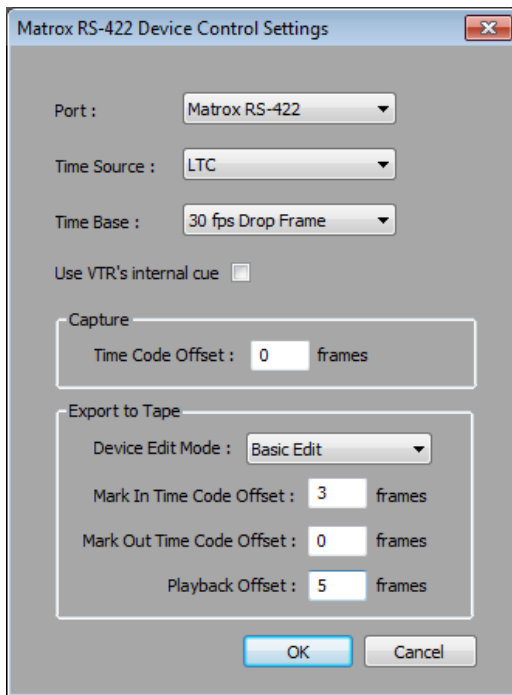 Matrox RS-422 Device Control Settings
Port : Matrox RS-422
Time Source : LTC
Time Base : 30 fps Drop Frame
Use VTR's internal cue
Capture
Time Code Offset : 0 frames
Export to Tape
Device Edit Mode : Basic Edit
Mark In Time Code Offset : 3 frames
Mark Out Time Code Offset : 0 frames
Playback Offset : 5 frames
OK Cancel